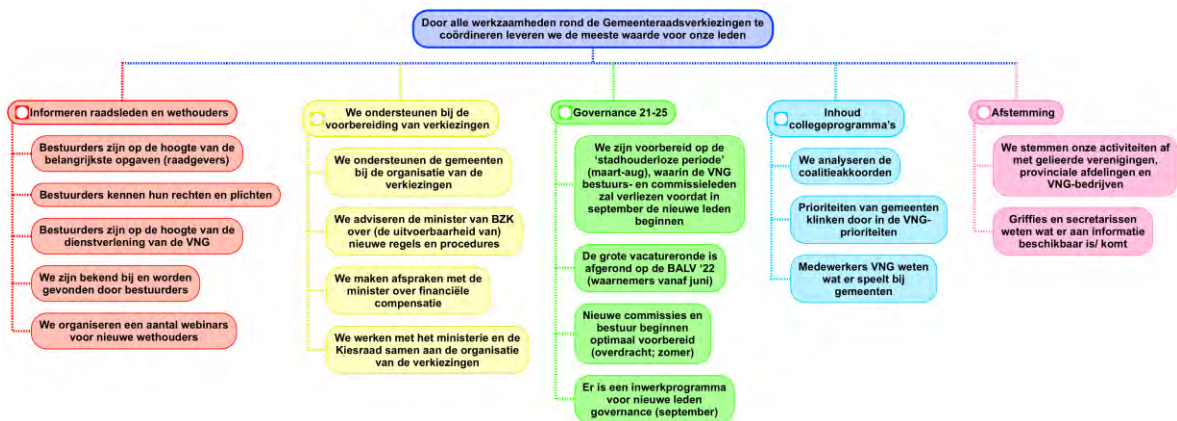 Door alle werkzaamheden rond de Gemeenteraadsverkiezingen te
coördineren leveren we de meeste waarde voor onze leden
Informeren raadsleden en wethouders
Bestuurders zijn op de hoogte van de
belangrijkste opgaven (raadgevers)
Bestuurders kennen hun rechten en plichten
Bestuurders zijn op de hoogte van de
dienstverlening van de VNG
We zijn bekend bij en worden
gevonden door bestuurders
We organiseren een aantal webinars
voor nieuwe wethouders
We ondersteunen bij de
voorbereiding van verkiezingen
We ondersteunen de gemeenten
bij de organisatie van de
verkiezingen
We adviseren de minister van BZK
over (de uitvoerbaarheid van)
nieuwe regels en procedures
We maken afspraken met de
minister over financiële
compensatie
We werken met het ministerie en de
Kiesraad samen aan de organisatie
van de verkiezingen
Governance 21-25
We zijn voorbereid op de
‘stadhouderloze periode’
(maart-aug), waarin de VNG
bestuurs- en commissieleden
zal verliezen voordat in
september de nieuwe leden
beginnen
De grote vacatureronde is
afgerond op de BALV ‘22
(waarnemers vanaf juni)
Nieuwe commissies en
bestuur beginnen
optimaal voorbereid
(overdracht; zomer)
Er is een inwerkprogramma
voor nieuwe leden
governance (september)
Inhoud
collegeprogramma's
We analyseren de
coalitieakkoorden
Prioriteiten van gemeenten
klinken door in de VNG-
prioriteiten
Medewerkers VNG weten
wat er speelt bij
gemeenten
Afstemming
We stemmen onze activiteiten af
met gelieerde verenigingen,
provinciale afdelingen en
VNG-bedrijven
Griffies en secretarissen
weten wat er aan informatie
beschikbaar is/ komt